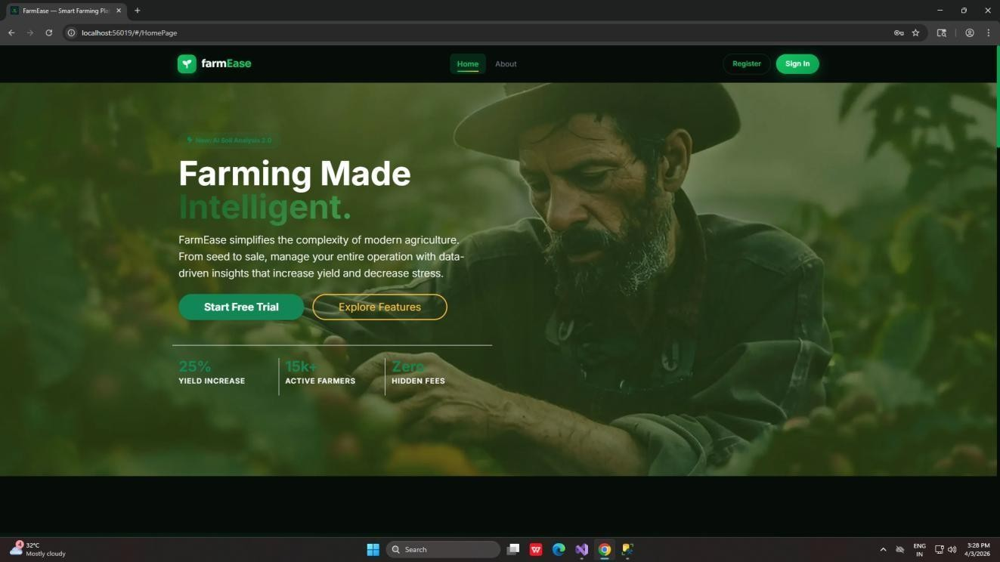 FarmEase — Smart Farming Pla
localhost:56019/#/HomePage
farmEase
Home
About
Register
Sign In
New: AI Soil Analysis 2.0
Farming Made
Intelligent.
FarmEase simplifies the complexity of modern agriculture.
From seed to sale, manage your entire operation with data-
driven insights that increase yield and decrease stress.
Start Free Trial
Explore Features
25%
YIELD INCREASE
15k+
ACTIVE FARMERS
Zero
HIDDEN FEES
4
32°C
Mostly cloudy
Search
W
ENG
IN
3:28 PM
4/3/2026